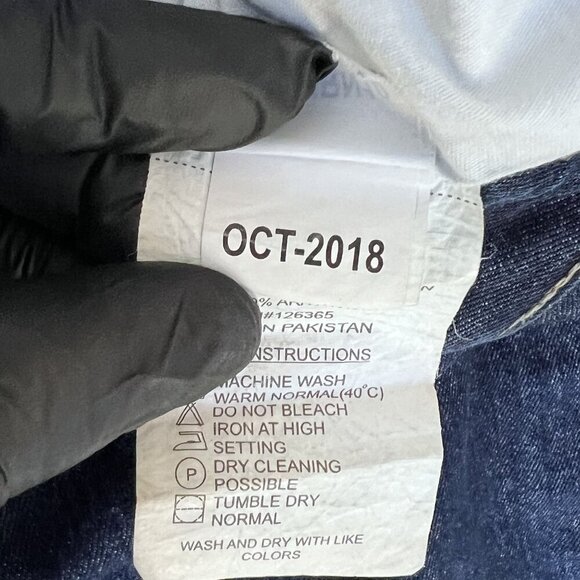 OCT-2018
#126365
PAKISTAN
INSTRUCTIONS
MACHINE WASH
WARM NORMAL(40°C)
DO NOT BLEACH
IRON AT HIGH
SETTING
P DRY CLEANING
POSSIBLE
TUMBLE DRY
NORMAL
WASH AND DRY WITH LIKE
COLORS